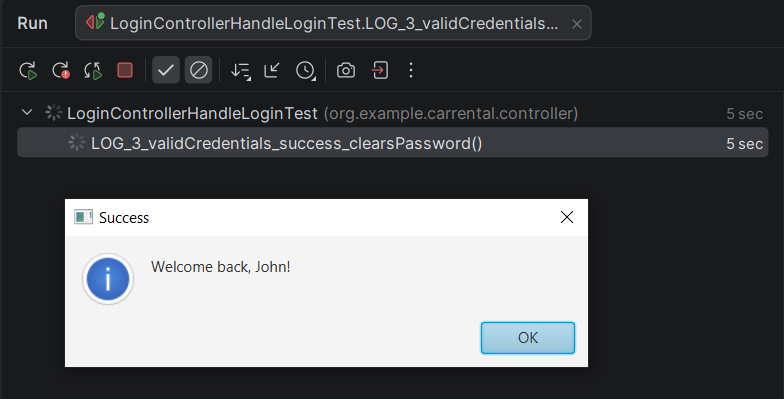 Run
LoginControllerHandleLoginTest.LOG_3_validCredentials...
LoginControllerHandleLoginTest (org.example.carrental.controller) 5 sec
LOG_3_validCredentials_success_clearsPassword() 5 sec
Success
Welcome back, John!
OK